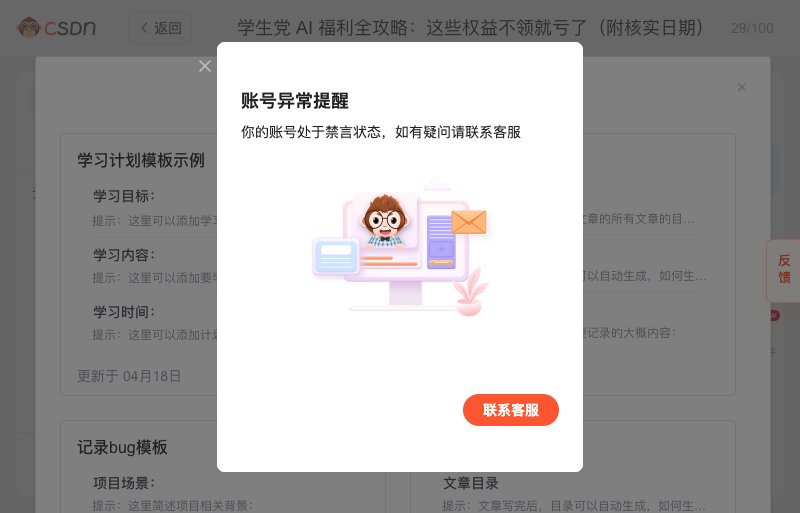 CSDN
返回
学生党 AI 福利全攻略：这些权益不领就亏了（附核实日期）
29/100
账号异常提醒
你的账号处于禁言状态，如有疑问请联系客服
学习计划模板示例
学习目标：
提示：这里可以添加学
文章的所有文章的目…
学习内容：
提示：这里可以添加要学
可以自动生成，如何生…
学习时间：
提示：这里可以添加计
要记录的大概内容：
更新于 04月18日
反馈
联系客服
记录bug模板
项目场景：
提示：这里简述项目相关背景：
文章目录
提示：文章写完后，目录可以自动生成，如何生…